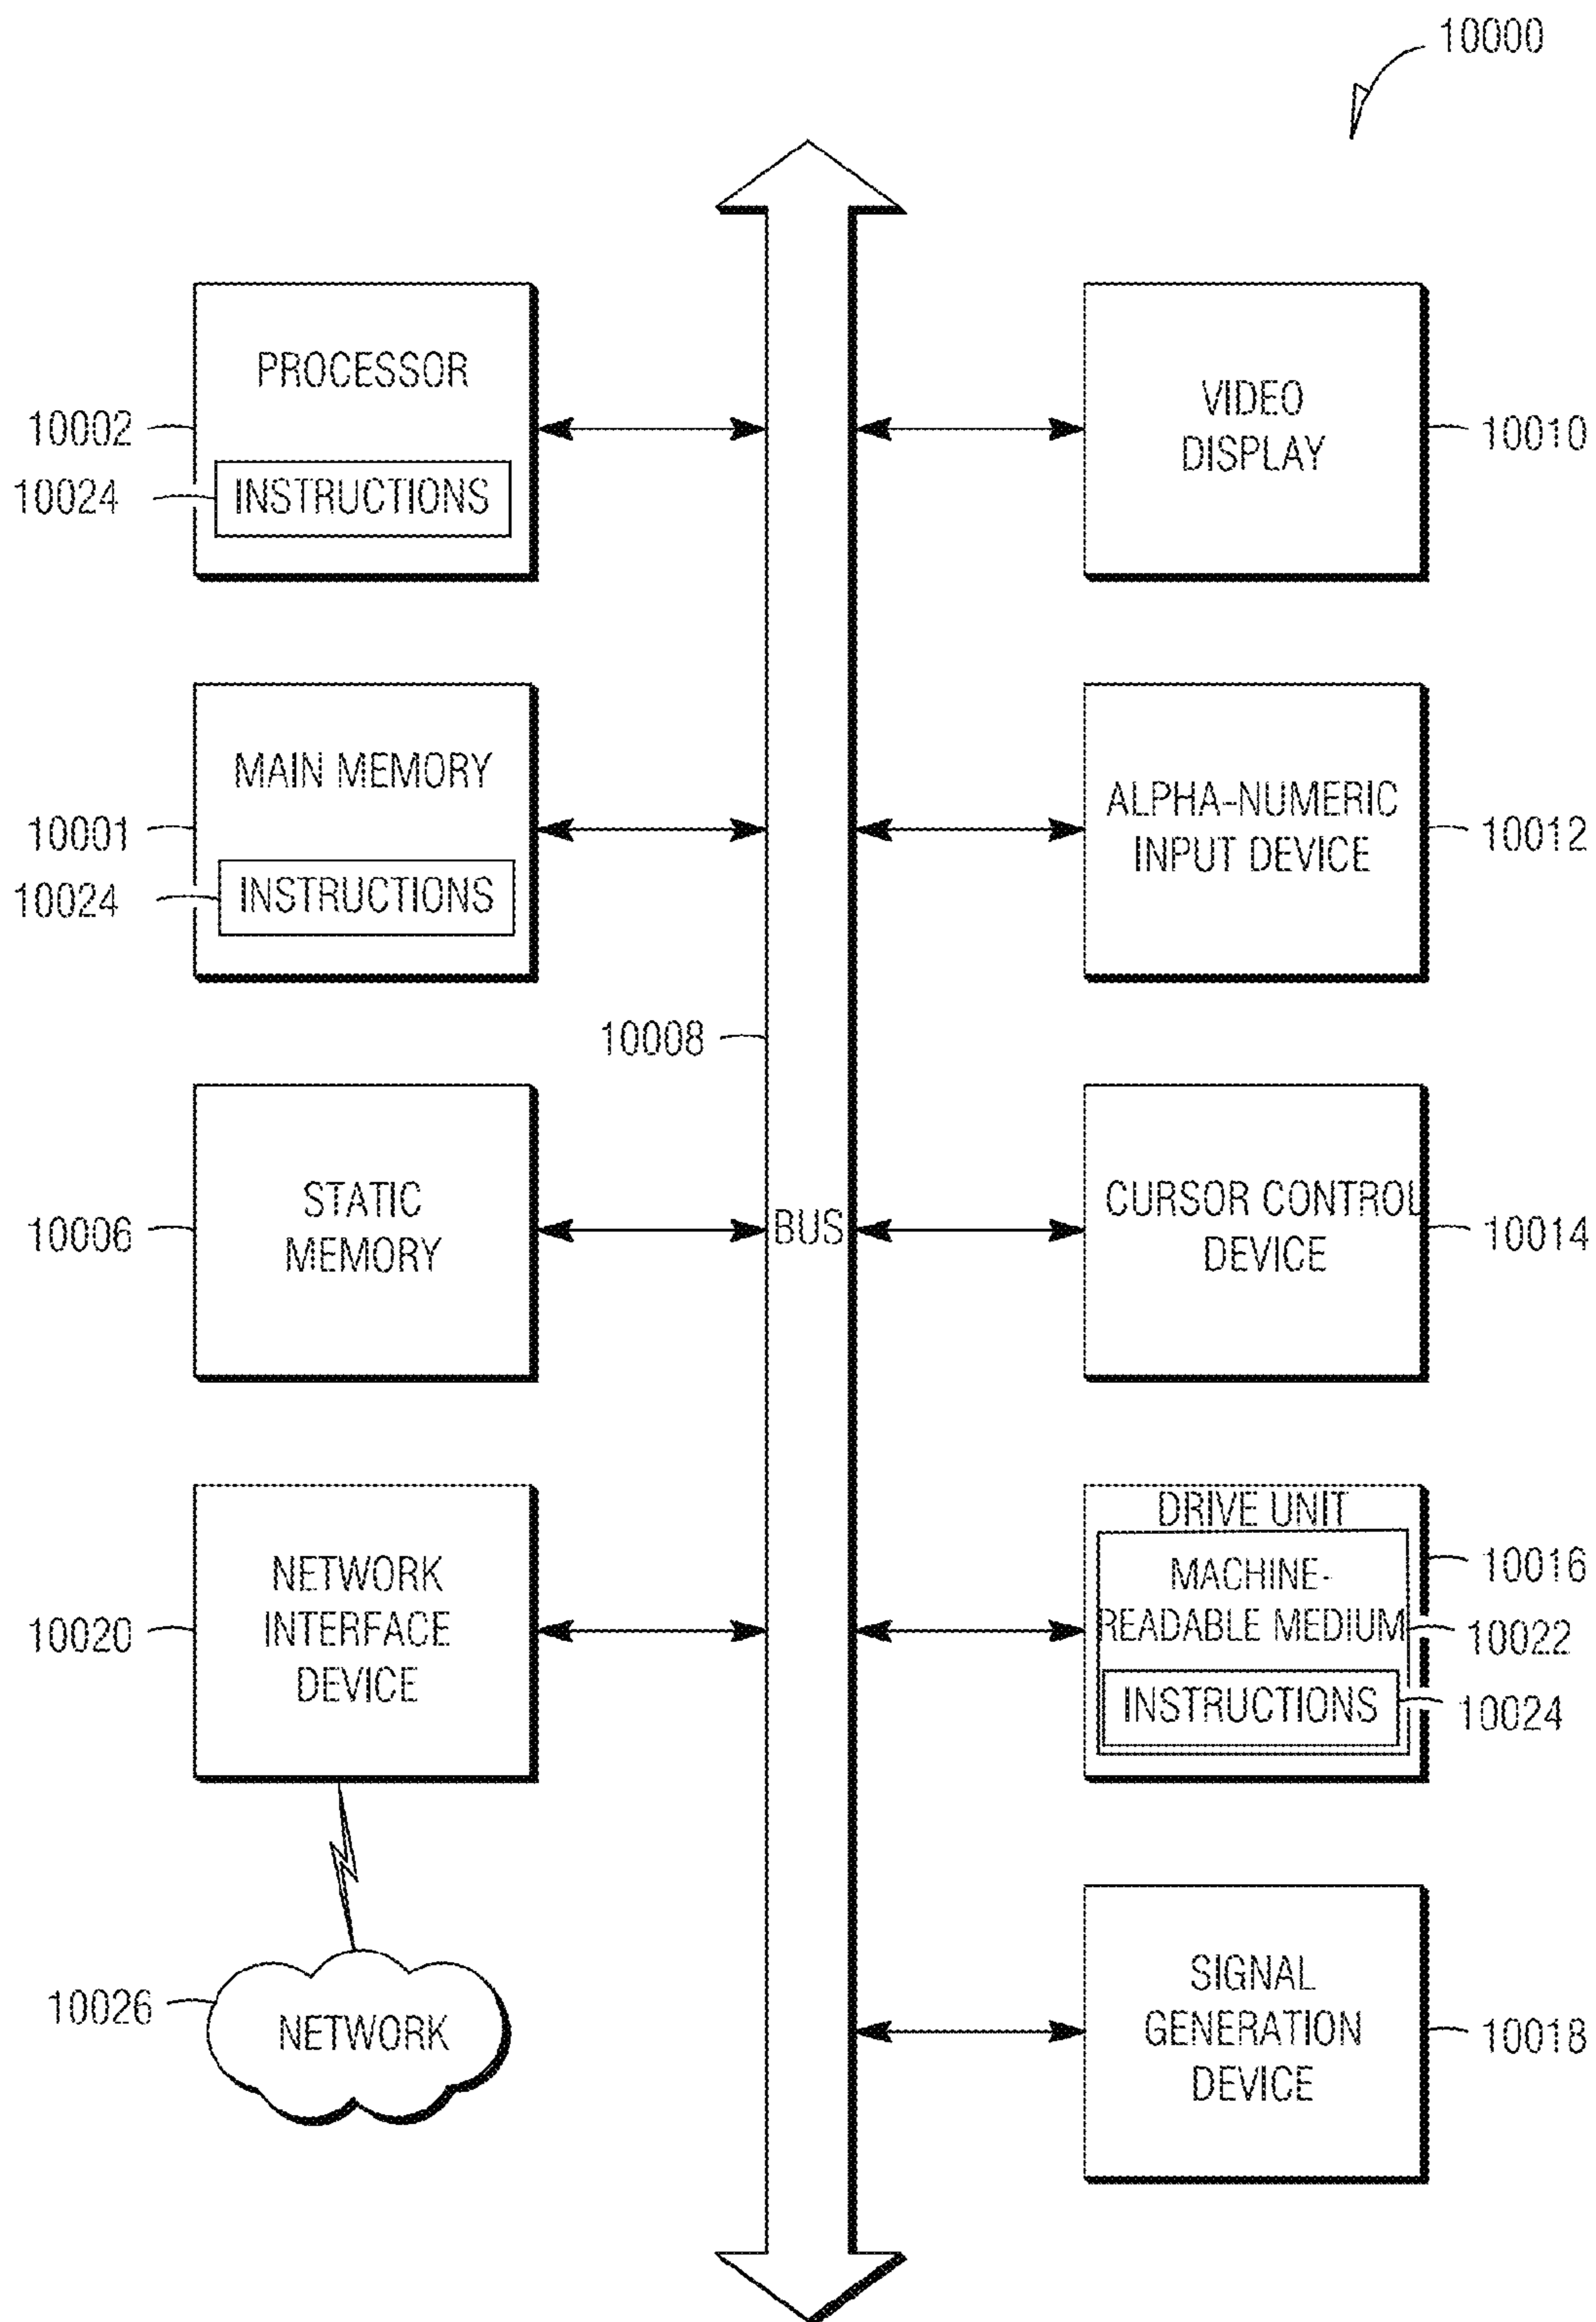 10000
PROCESSOR
10002
10024
INSTRUCTIONS
MAIN MEMORY
10001
10024
INSTRUCTIONS
10008
STATIC
MEMORY
10006
BUS
NETWORK
INTERFACE
DEVICE
10020
10026
NETWORK
VIDEO
DISPLAY
10010
ALPHA-NUMERIC
INPUT DEVICE
10012
CURSOR CONTROL
DEVICE
10014
DRIVE UNIT
10016
MACHINE-
READABLE MEDIUM
10022
INSTRUCTIONS
10024
SIGNAL
GENERATION
DEVICE
10018